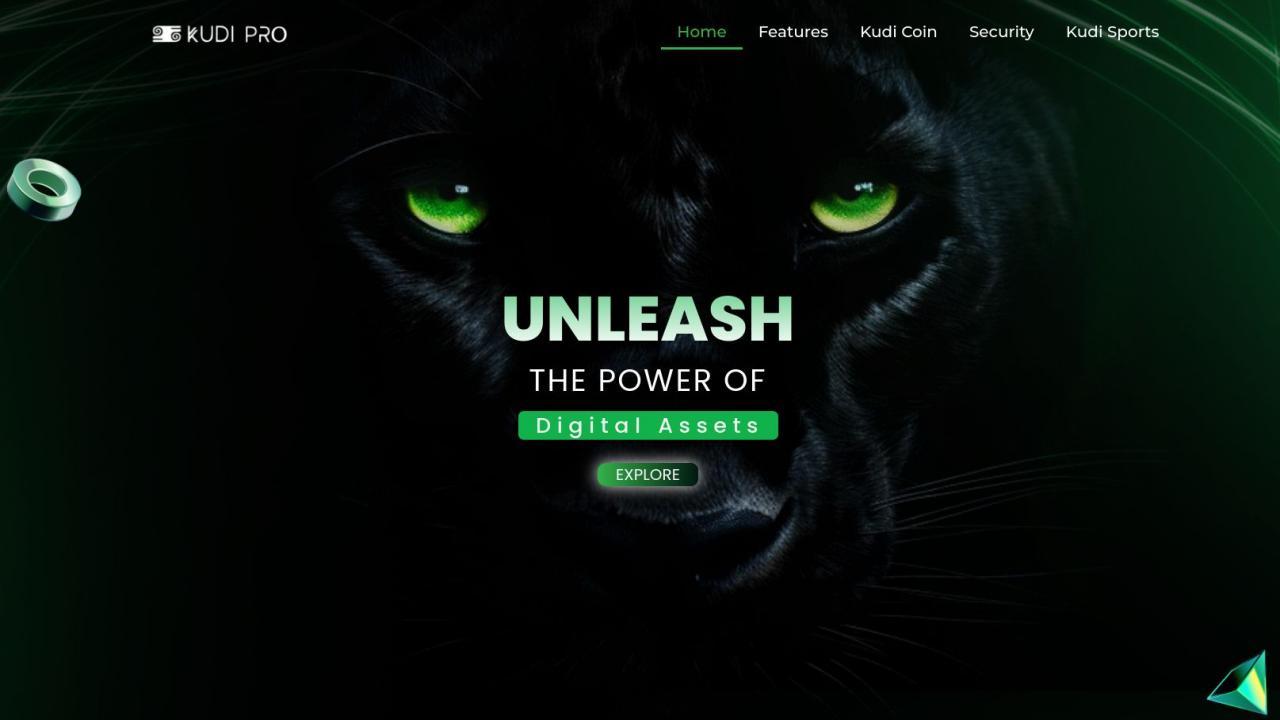 KUDI PRO
Home Features Kudi Coin Security Kudi Sports
UNLEASH
THE POWER OF
Digital Assets
EXPLORE